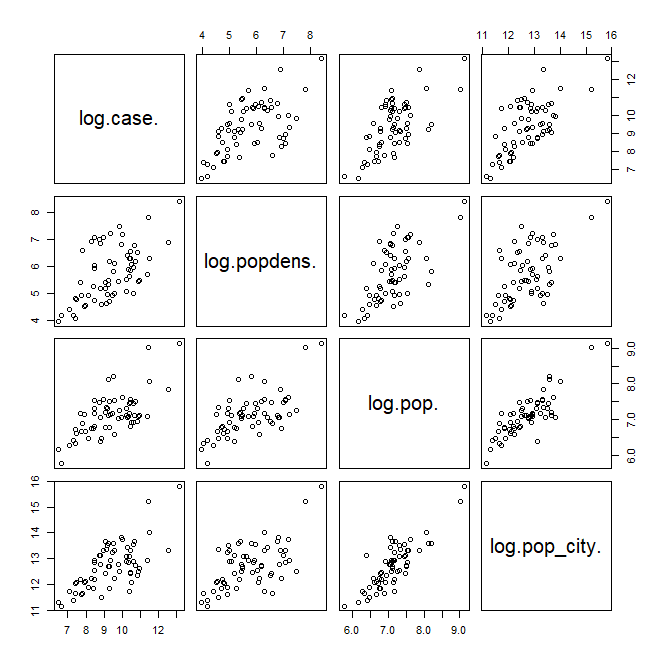 4 5 6 7 8
11 12 13 14 15 16
log.case.
7 8 9 10 12
4 5 6 7 8
log.popdens.
log.pop.
6.0 7.0 8.0 9.0
11 12 13 14 16
log.pop_city.
7 8 9 10 12
6.0 7.0 8.0 9.0